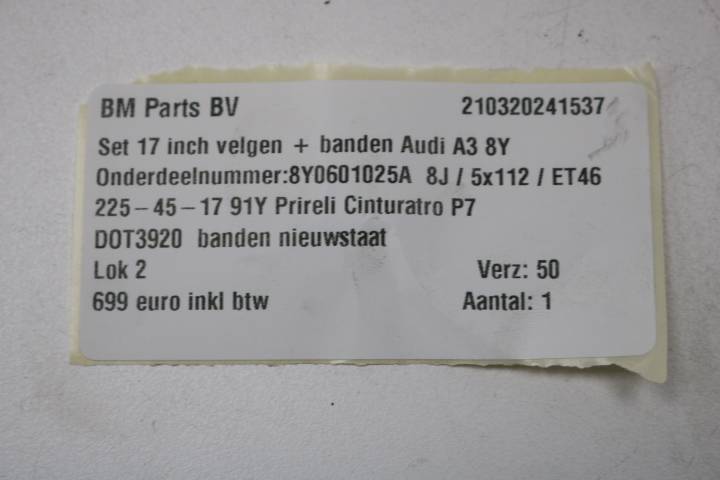 BM Parts BV 210320241537
Set 17 inch velgen + banden Audi A3 8Y
Onderdeelnummer:8Y0601025A 8J / 5x112 / ET46
225-45-17 91Y Prireli Cinturatro P7
DOT3920 banden nieuwstaat
Lok 2 Verz: 50
699 euro inkl btw Aantal: 1